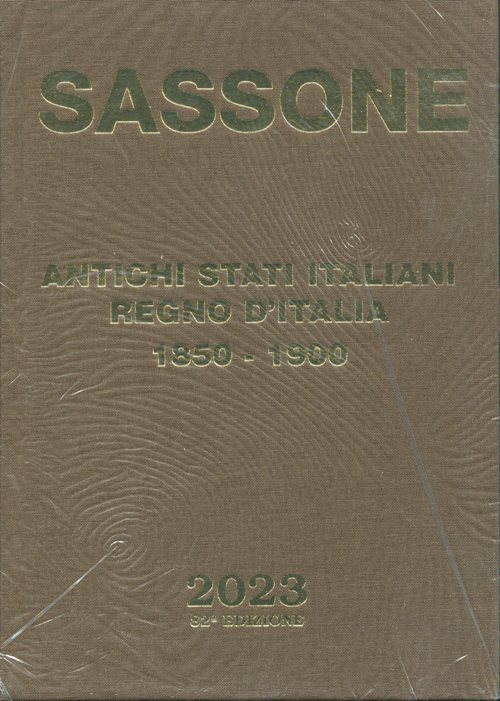 SASSONE
ANTICHI STATI ITALIANI
REGNO D'ITALIA
1850 - 1900
2023
82ª EDIZIONE